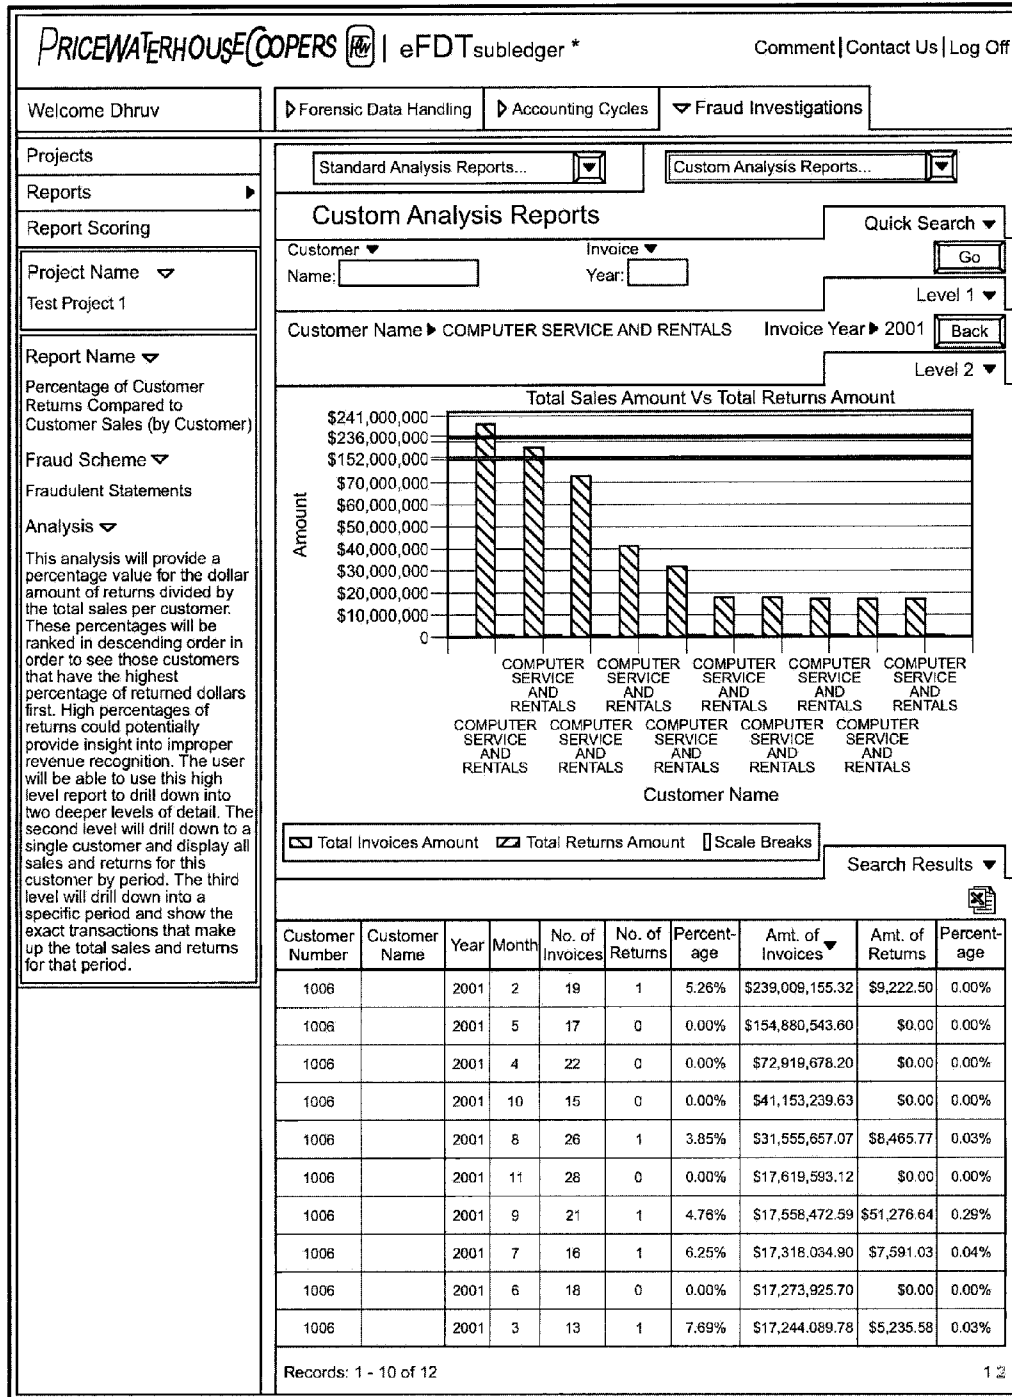 PRICEWATERHOUSECOOPERS PwC | eFDTsubledger *
Comment | Contact Us | Log Off
Welcome Dhruv
Forensic Data Handling
Accounting Cycles
Fraud Investigations
Projects
Reports
Report Scoring
Project Name
Test Project 1
Report Name
Percentage of Customer
Returns Compared to
Customer Sales (by Customer)
Fraud Scheme
Fraudulent Statements
Analysis
This analysis will provide a
percentage value for the dollar
amount of returns divided by
the total sales per customer.
These percentages will be
ranked in descending order in
order to see those customers
that have the highest
percentage of returned dollars
first. High percentages of
returns could potentially
provide insight into improper
revenue recognition. The user
will be able to use this high
level report to drill down into
two deeper levels of detail. The
second level will drill down to a
single customer and display all
sales and returns for this
customer by period. The third
level will drill down into a
specific period and show the
exact transactions that make
up the total sales and returns
for that period.
Standard Analysis Reports...
Custom Analysis Reports...
Custom Analysis Reports
Quick Search
Customer
Invoice
Name:
Year:
Go
Level 1
Customer Name COMPUTER SERVICE AND RENTALS Invoice Year 2001 Back
Level 2
Total Sales Amount Vs Total Returns Amount
$241,000,000
$236,000,000
$152,000,000
$70,000,000
$60,000,000
$50,000,000
$40,000,000
$30,000,000
$20,000,000
$10,000,000
0
Amount
COMPUTER COMPUTER COMPUTER COMPUTER COMPUTER
SERVICE SERVICE SERVICE SERVICE SERVICE
AND AND AND AND AND
RENTALS RENTALS RENTALS RENTALS RENTALS
COMPUTER COMPUTER COMPUTER COMPUTER COMPUTER
SERVICE SERVICE SERVICE SERVICE SERVICE
AND AND AND AND AND
RENTALS RENTALS RENTALS RENTALS RENTALS
Customer Name
Total Invoices Amount Total Returns Amount Scale Breaks
Search Results
Customer Customer Year Month No. of No. of Percent- Amt. of Amt. of Percent-
Number Name Invoices Returns age Invoices Returns age
1006 2001 2 19 1 5.26% $239,009,155.32 $9,222.50 0.00%
1006 2001 5 17 0 0.00% $154,880,543.60 $0.00 0.00%
1006 2001 4 22 0 0.00% $72,919,678.20 $0.00 0.00%
1006 2001 10 15 0 0.00% $41,153,239.63 $0.00 0.00%
1006 2001 8 26 1 3.85% $31,555,657.07 $8,465.77 0.03%
1006 2001 11 28 0 0.00% $17,619,593.12 $0.00 0.00%
1006 2001 9 21 1 4.76% $17,558,472.59 $51,276.64 0.29%
1006 2001 7 16 1 6.25% $17,318.034.90 $7,591.03 0.04%
1006 2001 6 18 0 0.00% $17,273,925.70 $0.00 0.00%
1006 2001 3 13 1 7.69% $17,244.089.78 $5,235.58 0.03%
Records: 1 - 10 of 12
1 2